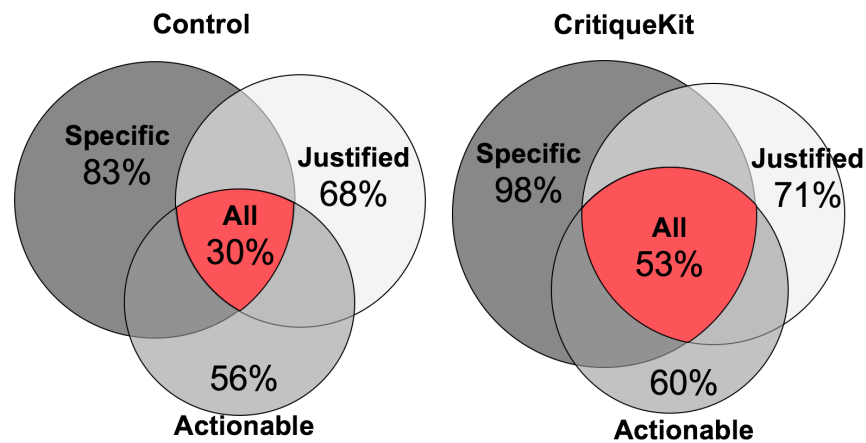 Control
Specific
83%
Justified
68%
All
30%
56%
Actionable
CritiqueKit
Specific
98%
Justified
71%
All
53%
60%
Actionable